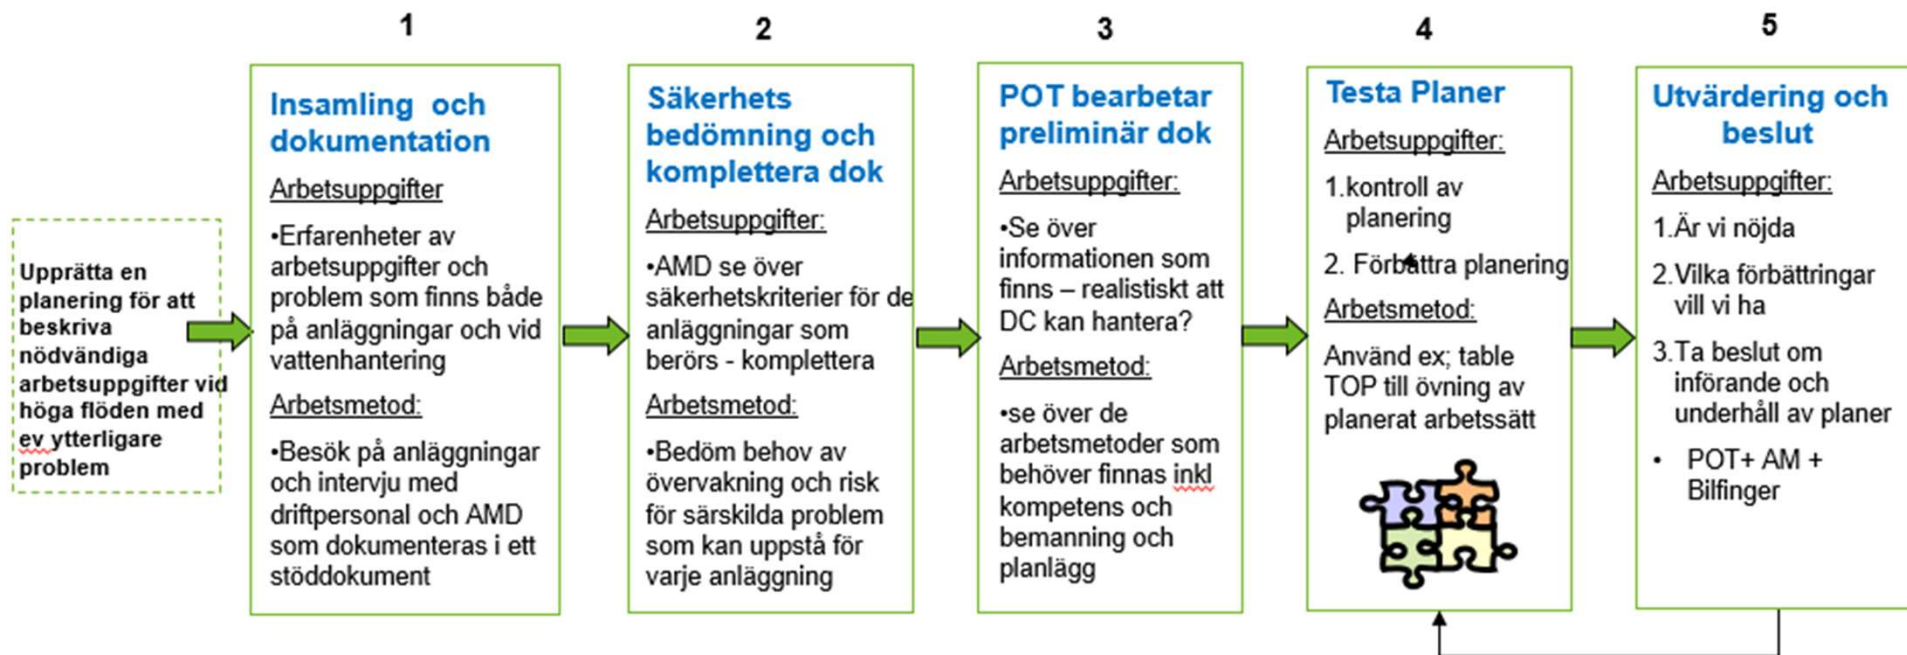 1
2
3
4
5
Upprätta en
planering för att
beskriva
nödvändiga
arbetsuppgifter vid
höga flöden med
ev ytterligare
problem
Insamling och
dokumentation
Arbetsuppgifter
•Erfarenheter av
arbetsuppgifter och
problem som finns både
på anläggningar och vid
vattenhantering
Arbetsmetod:
•Besök på anläggningar
och intervju med
driftpersonal och AMD
som dokumenteras i ett
stöddokument
Säkerhets
bedömning och
komplettera dok
Arbetsuppgifter:
•AMD se över
säkerhetskriterier för de
anläggningar som
berörs - komplettera
Arbetsmetod:
•Bedöm behov av
övervakning och risk
för särskilda problem
som kan uppstå för
varje anläggning
POT bearbetar
preliminär dok
Arbetsuppgifter:
•Se över
informationen som
finns – realistiskt att
DC kan hantera?
Arbetsmetod:
•se över de
arbetsmetoder som
behöver finnas inkl
kompetens och
bemanning och
planlägg
Testa Planer
Arbetsuppgifter:
1.kontroll av
planering
2. Förbättra planering
Arbetsmetod:
Använd ex; table
TOP till övning av
planerat arbetssätt
Utvärdering och
beslut
Arbetsuppgifter:
1.Är vi nöjda
2.Vilka förbättringar
vill vi ha
3.Ta beslut om
införande och
underhåll av planer
• POT+ AM +
Bilfinger